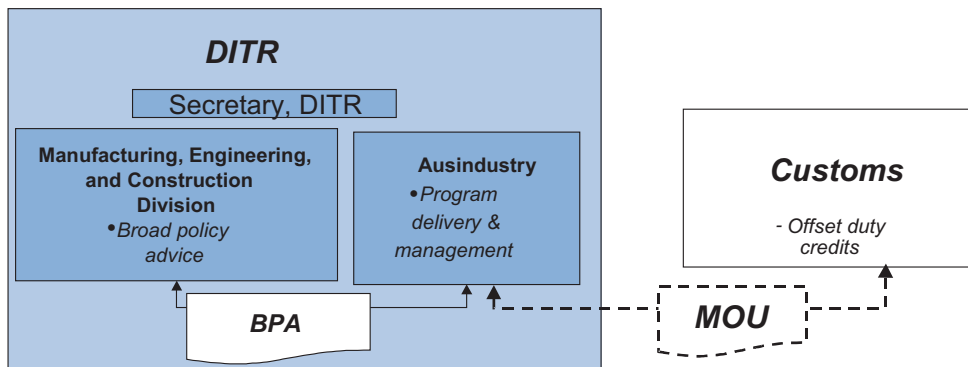 DITR
Secretary, DITR
Manufacturing, Engineering,
and Construction
Division
•Broad policy
advice
Ausindustry
•Program
delivery &
management
Customs
- Offset duty
credits
BPA
MOU